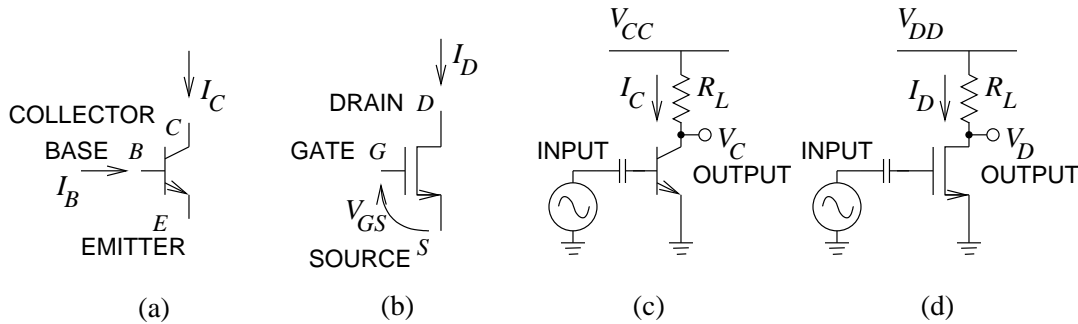 I_C
COLLECTOR
C
BASE B
I_B
E
EMITTER
(a)
I_D
DRAIN D
GATE G
V_GS
SOURCE S
(b)
V_CC
I_C R_L
V_C
INPUT
OUTPUT
(c)
V_DD
I_D R_L
V_D
INPUT
OUTPUT
(d)